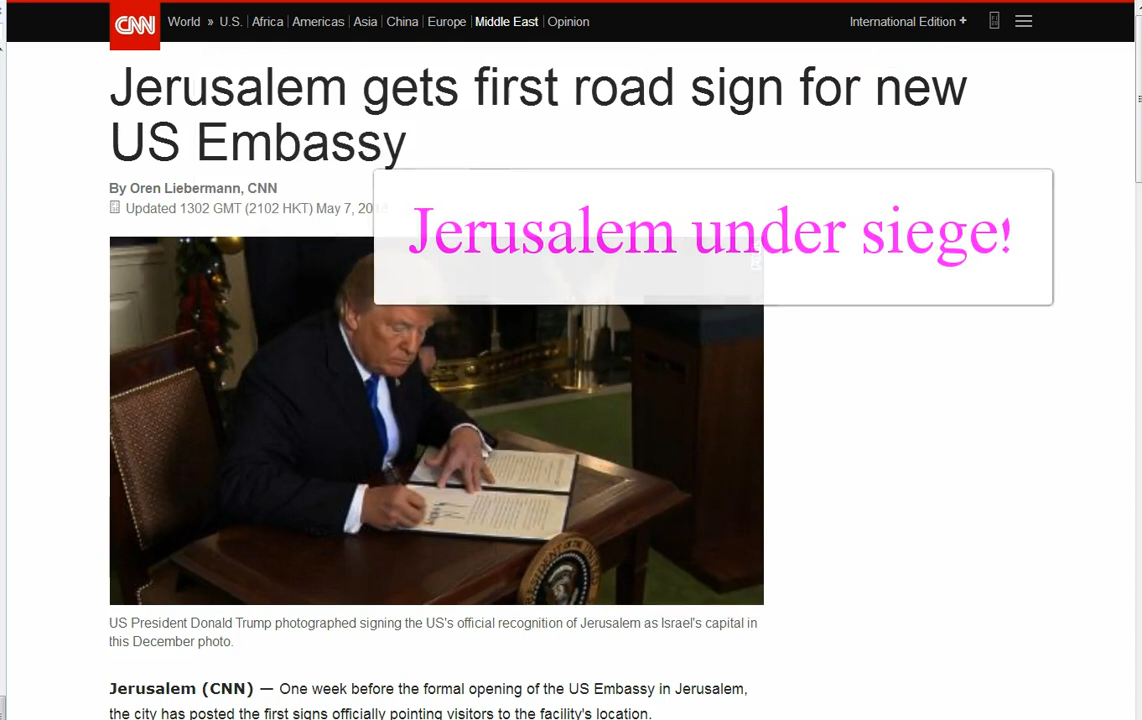 CNN World » U.S. Africa Americas Asia China Europe Middle East Opinion International Edition +
Jerusalem gets first road sign for new
US Embassy
By Oren Liebermann, CNN
Updated 1302 GMT (2102 HKT) May 7,
Jerusalem under siege!
US President Donald Trump photographed signing the US's official recognition of Jerusalem as Israel's capital in
this December photo.
Jerusalem (CNN) — One week before the formal opening of the US Embassy in Jerusalem,
the city has posted the first signs officially pointing visitors to the facility's location.